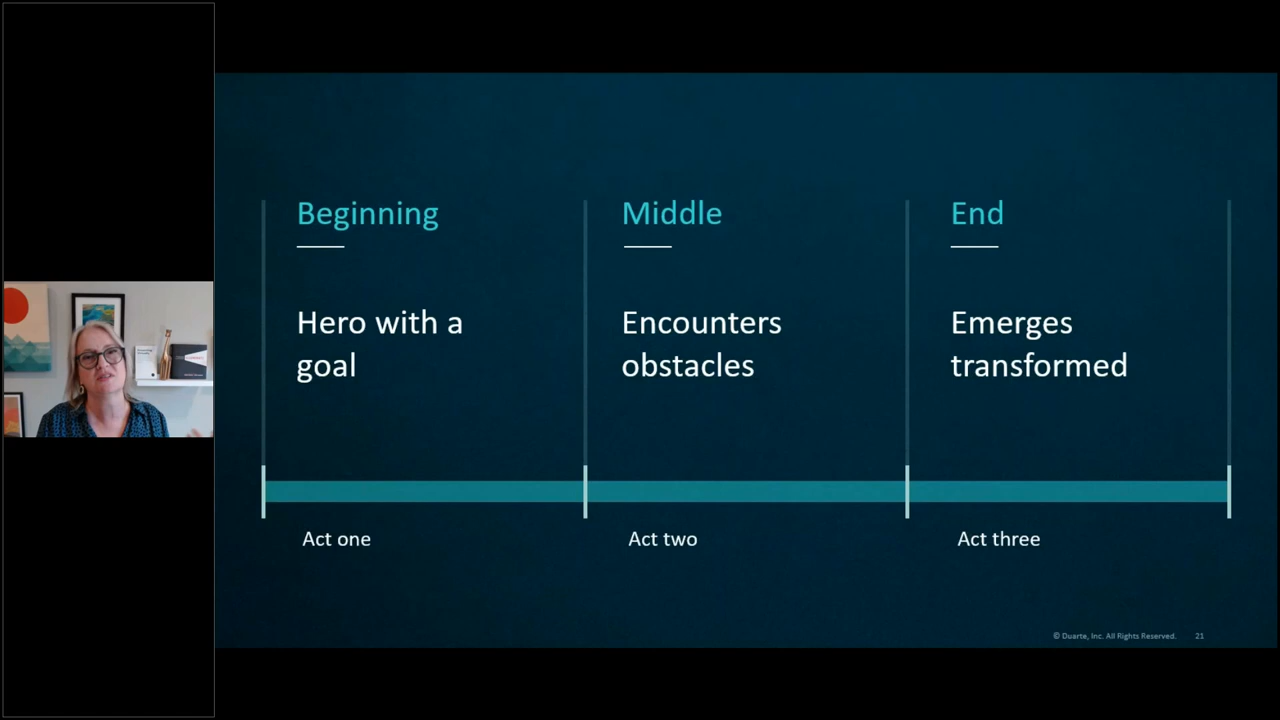 Beginning
Hero with a
goal
Middle
Encounters
obstacles
End
Emerges
transformed
Act one
Act two
Act three
© Duarte, Inc. All Rights Reserved. 21